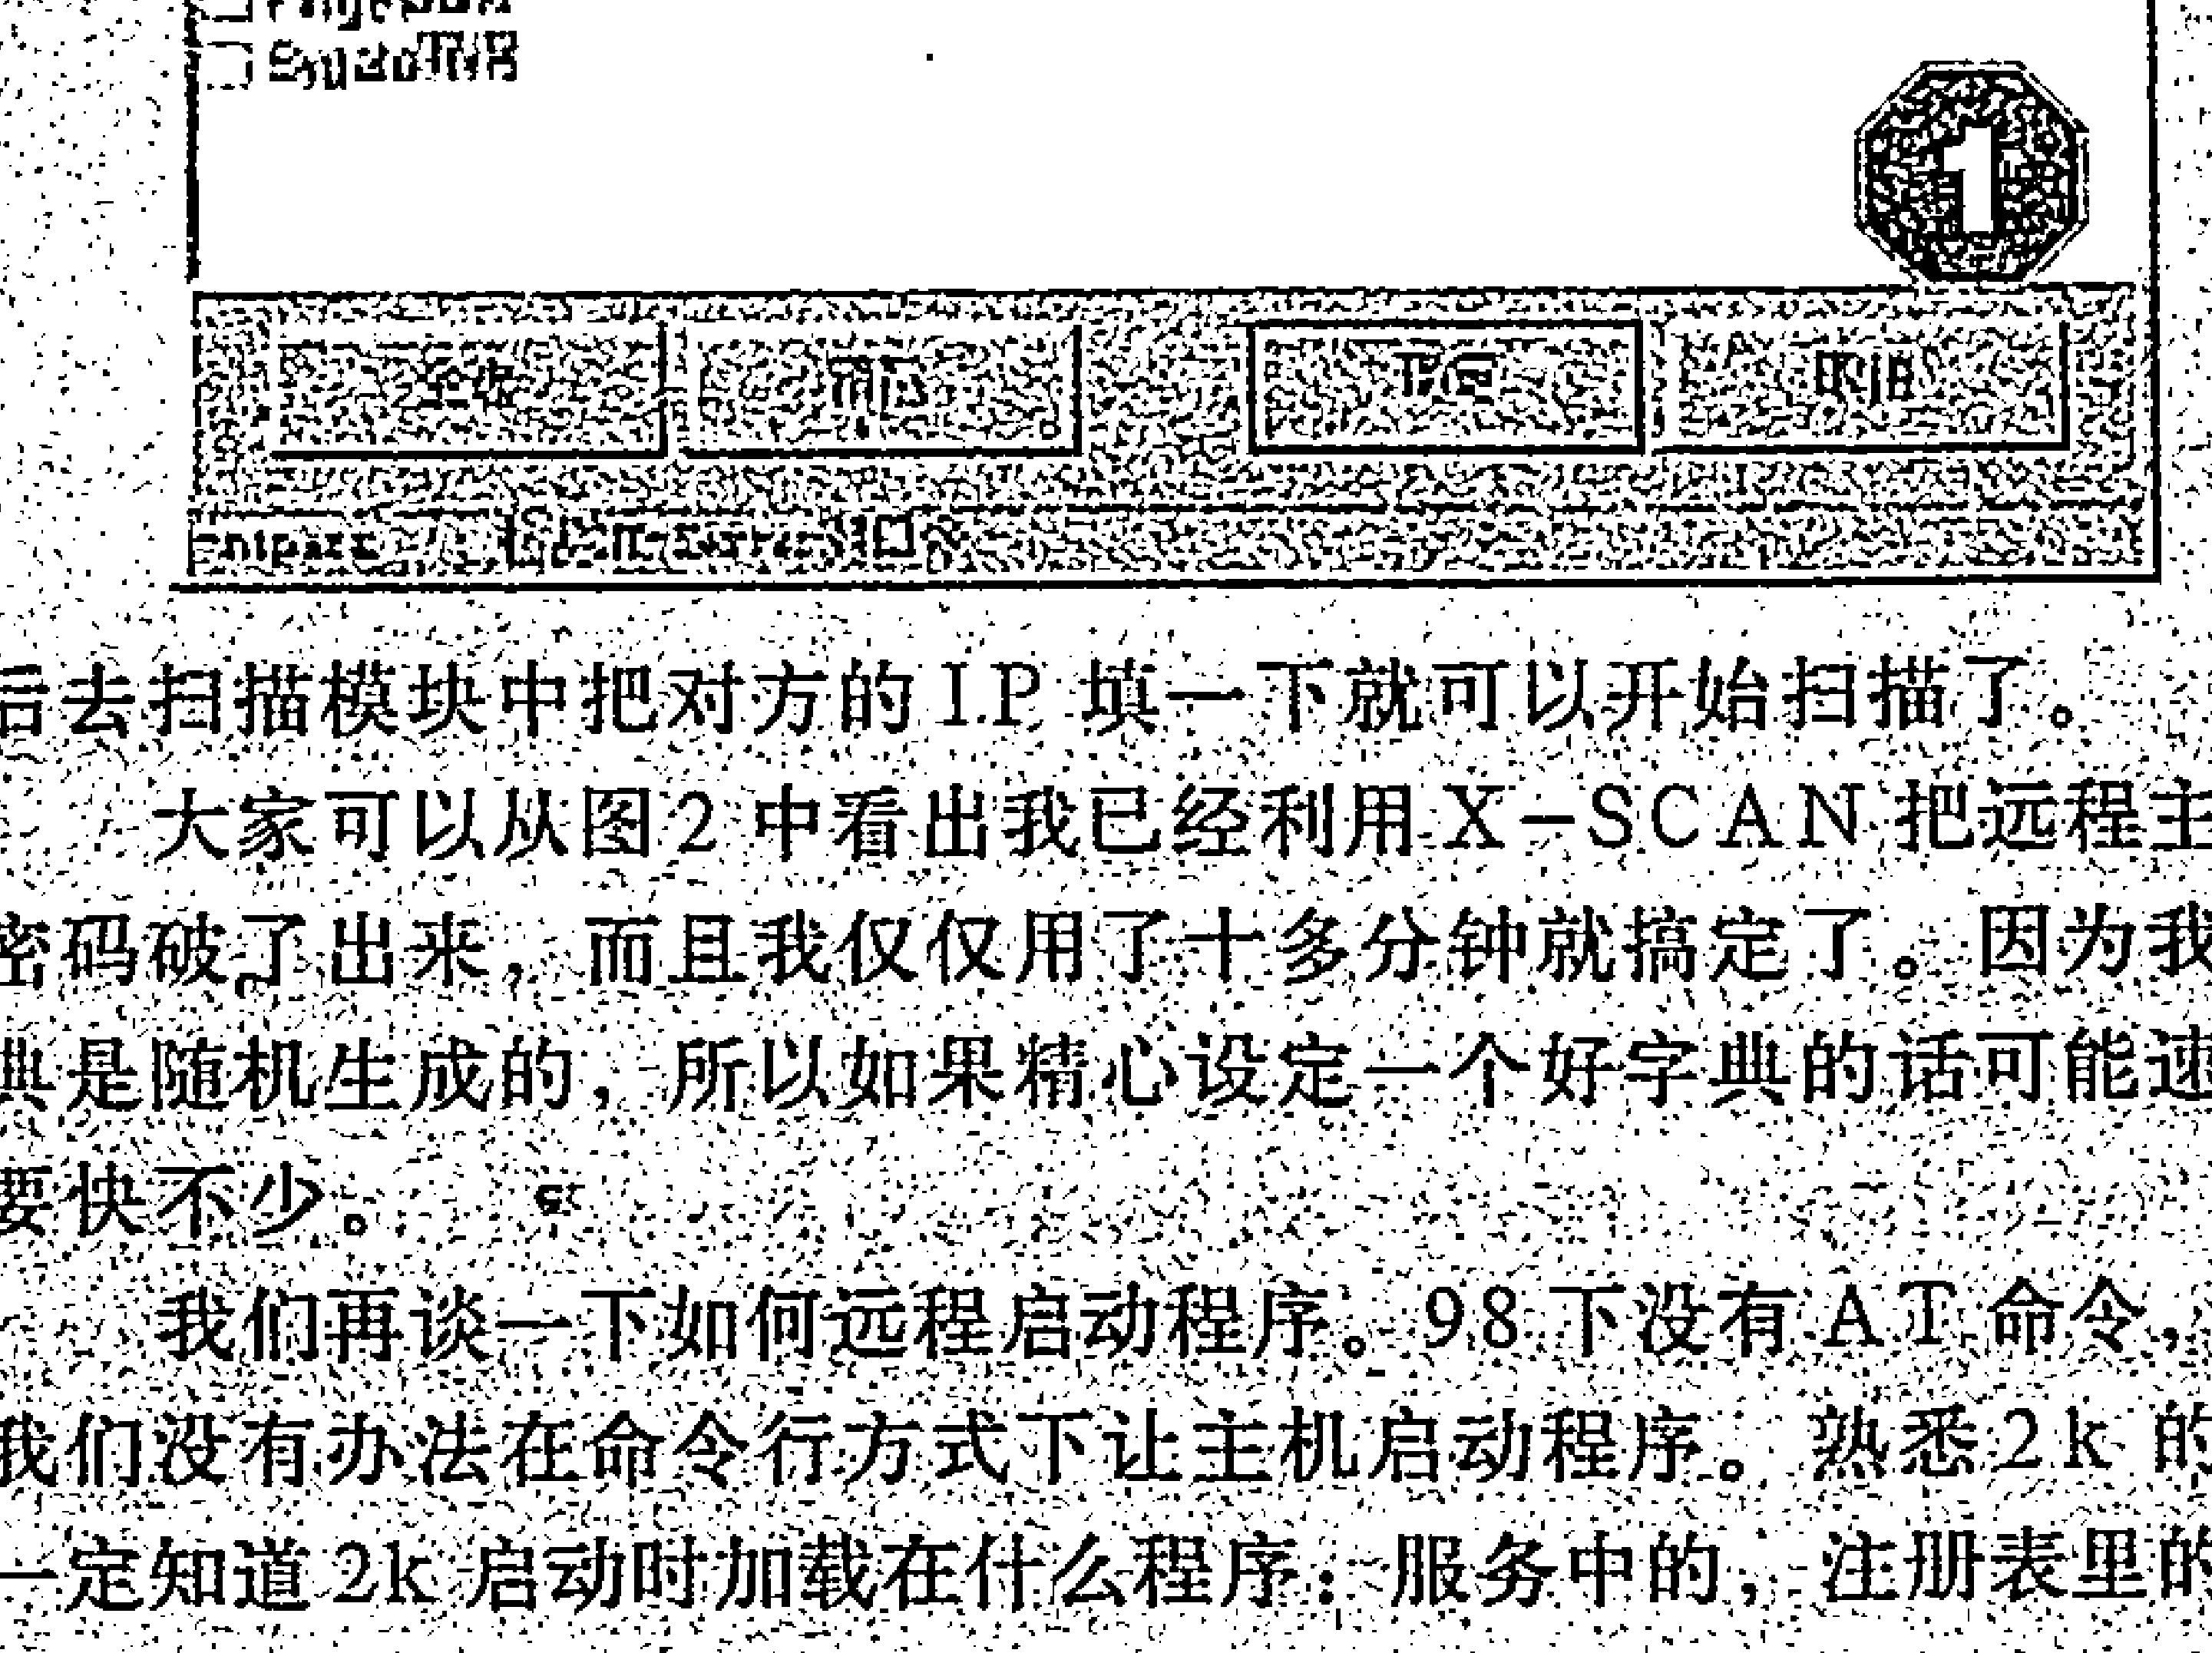 1
后去扫描模块中把对方的 IP 填一下就可以开始扫描了。
大家可以从图 2 中看出我已经利用 X-SCAN 把远程主
密码破了出来，而且我仅仅用了十多分钟就搞定了。因为我
典是随机生成的，所以如果精心设定一个好字典的话可能速
要快不少。
我们再谈一下如何远程启动程序。98 下没有 AT 命令，
我们没有办法在命令行方式下让主机启动程序。熟悉 2k 的
一定知道 2k 启动时加载在什么程序：服务中的，注册表里的